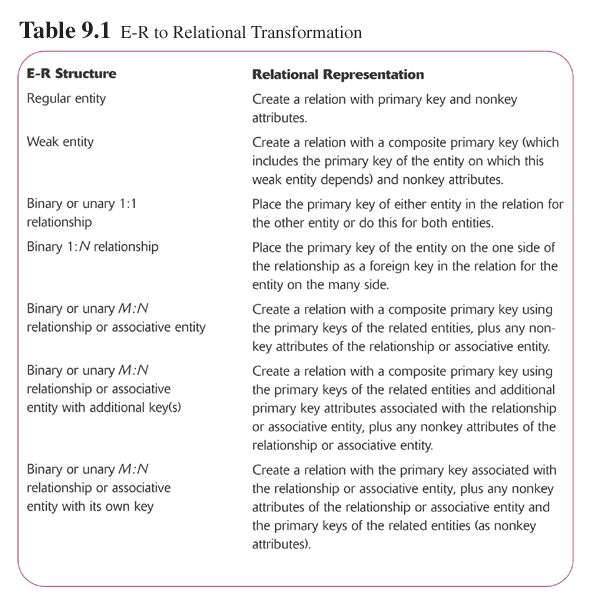 Table 9.1 E-R to Relational Transformation
E-R Structure Relational Representation
Regular entity Create a relation with primary key and nonkey
attributes.
Weak entity Create a relation with a composite primary key (which
includes the primary key of the entity on which this
weak entity depends) and nonkey attributes.
Binary or unary 1:1 Place the primary key of either entity in the relation for
relationship the other entity or do this for both entities.
Binary 1:N relationship Place the primary key of the entity on the one side of
the relationship as a foreign key in the relation for the
entity on the many side.
Binary or unary M:N Create a relation with a composite primary key using
relationship or associative entity the primary keys of the related entities, plus any non-
key attributes of the relationship or associative entity.
Binary or unary M:N Create a relation with a composite primary key using
relationship or associative the primary keys of the related entities and additional
entity with additional key(s) primary key attributes associated with the relationship
or associative entity, plus any nonkey attributes of the
relationship or associative entity.
Binary or unary M:N Create a relation with the primary key associated with
relationship or associative the relationship or associative entity, plus any nonkey
entity with its own key attributes of the relationship or associative entity and
the primary keys of the related entities (as nonkey
attributes).